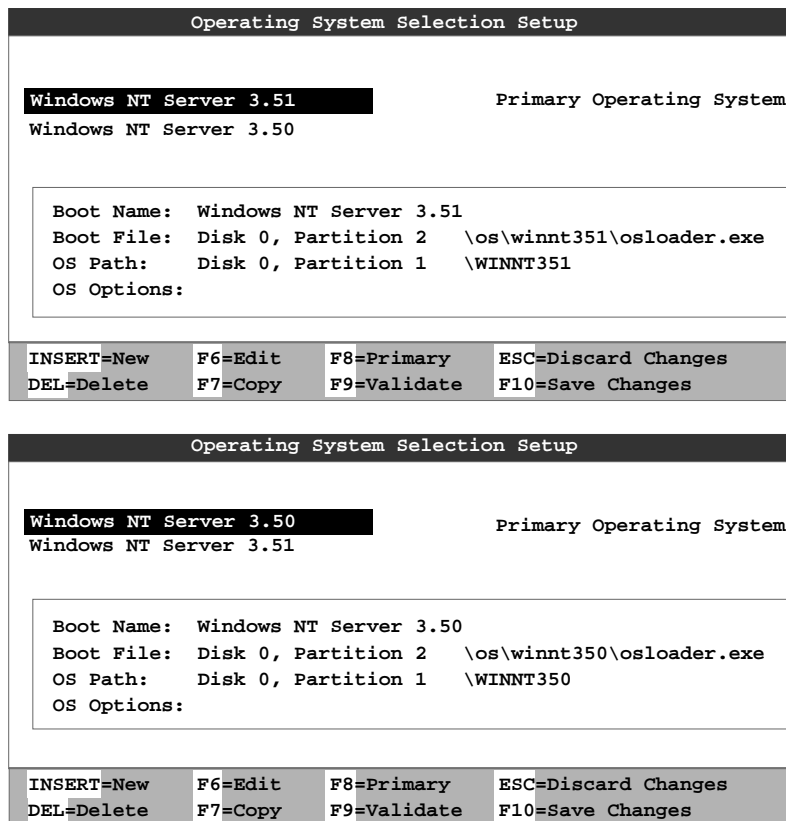 Operating System Selection Setup
Windows NT Server 3.51 Primary Operating System
Windows NT Server 3.50
Boot Name: Windows NT Server 3.51
Boot File: Disk 0, Partition 2 \os\winnt351\osloader.exe
OS Path: Disk 0, Partition 1 \WINNT351
OS Options:
INSERT=New F6=Edit F8=Primary ESC=Discard Changes
DEL=Delete F7=Copy F9=Validate F10=Save Changes
Operating System Selection Setup
Windows NT Server 3.50 Primary Operating System
Windows NT Server 3.51
Boot Name: Windows NT Server 3.50
Boot File: Disk 0, Partition 2 \os\winnt350\osloader.exe
OS Path: Disk 0, Partition 1 \WINNT350
OS Options:
INSERT=New F6=Edit F8=Primary ESC=Discard Changes
DEL=Delete F7=Copy F9=Validate F10=Save Changes